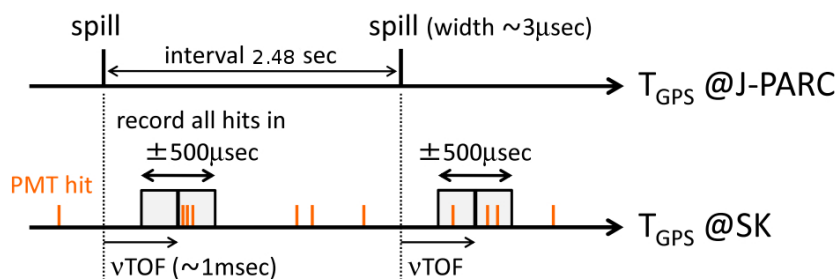 spill
spill (width ~3μsec)
interval 2.48 sec
T_GPS @J-PARC
record all hits in
±500μsec
±500μsec
PMT hit
T_GPS @SK
νTOF (~1msec)
νTOF